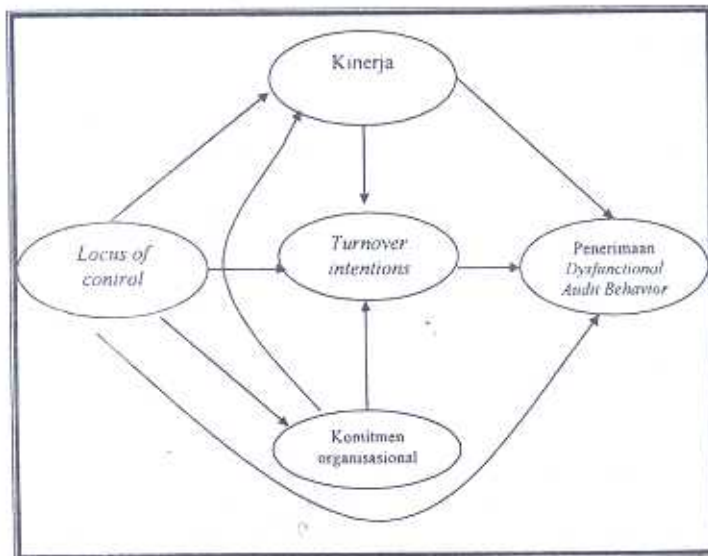 Kinerja
Locus of
control
Turnover
intentions
Penerimaan
Dysfunctional
Audit Behavior
Komitmen
organisasional